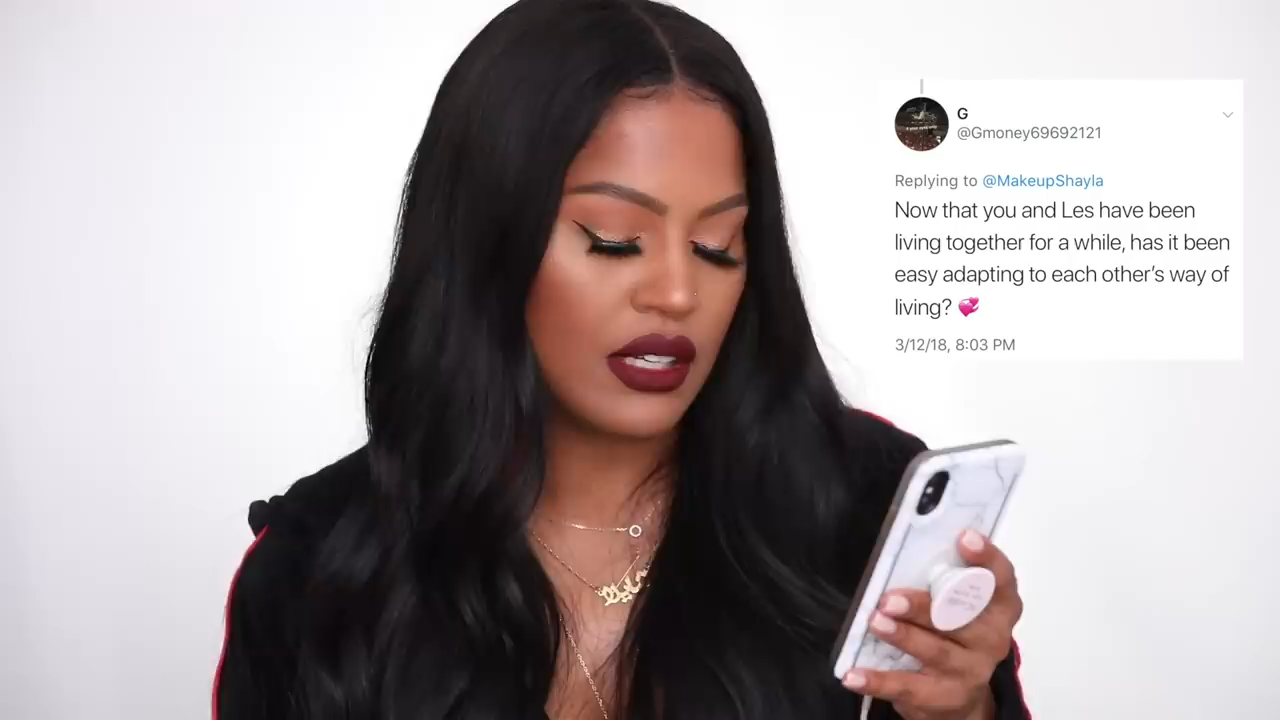 G
@Gmoney69692121
Replying to @MakeupShayla
Now that you and Les have been
living together for a while, has it been
easy adapting to each other's way of
living? 💞
3/12/18, 8:03 PM